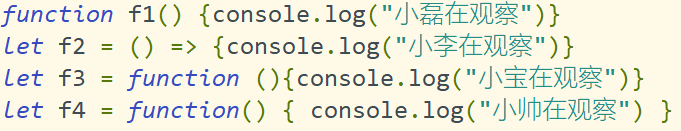 function f1() {console.log("小磊在观察")}
let f2 = () => {console.log("小李在观察")}
let f3 = function (){console.log("小宝在观察")}
let f4 = function() { console.log("小帅在观察") }